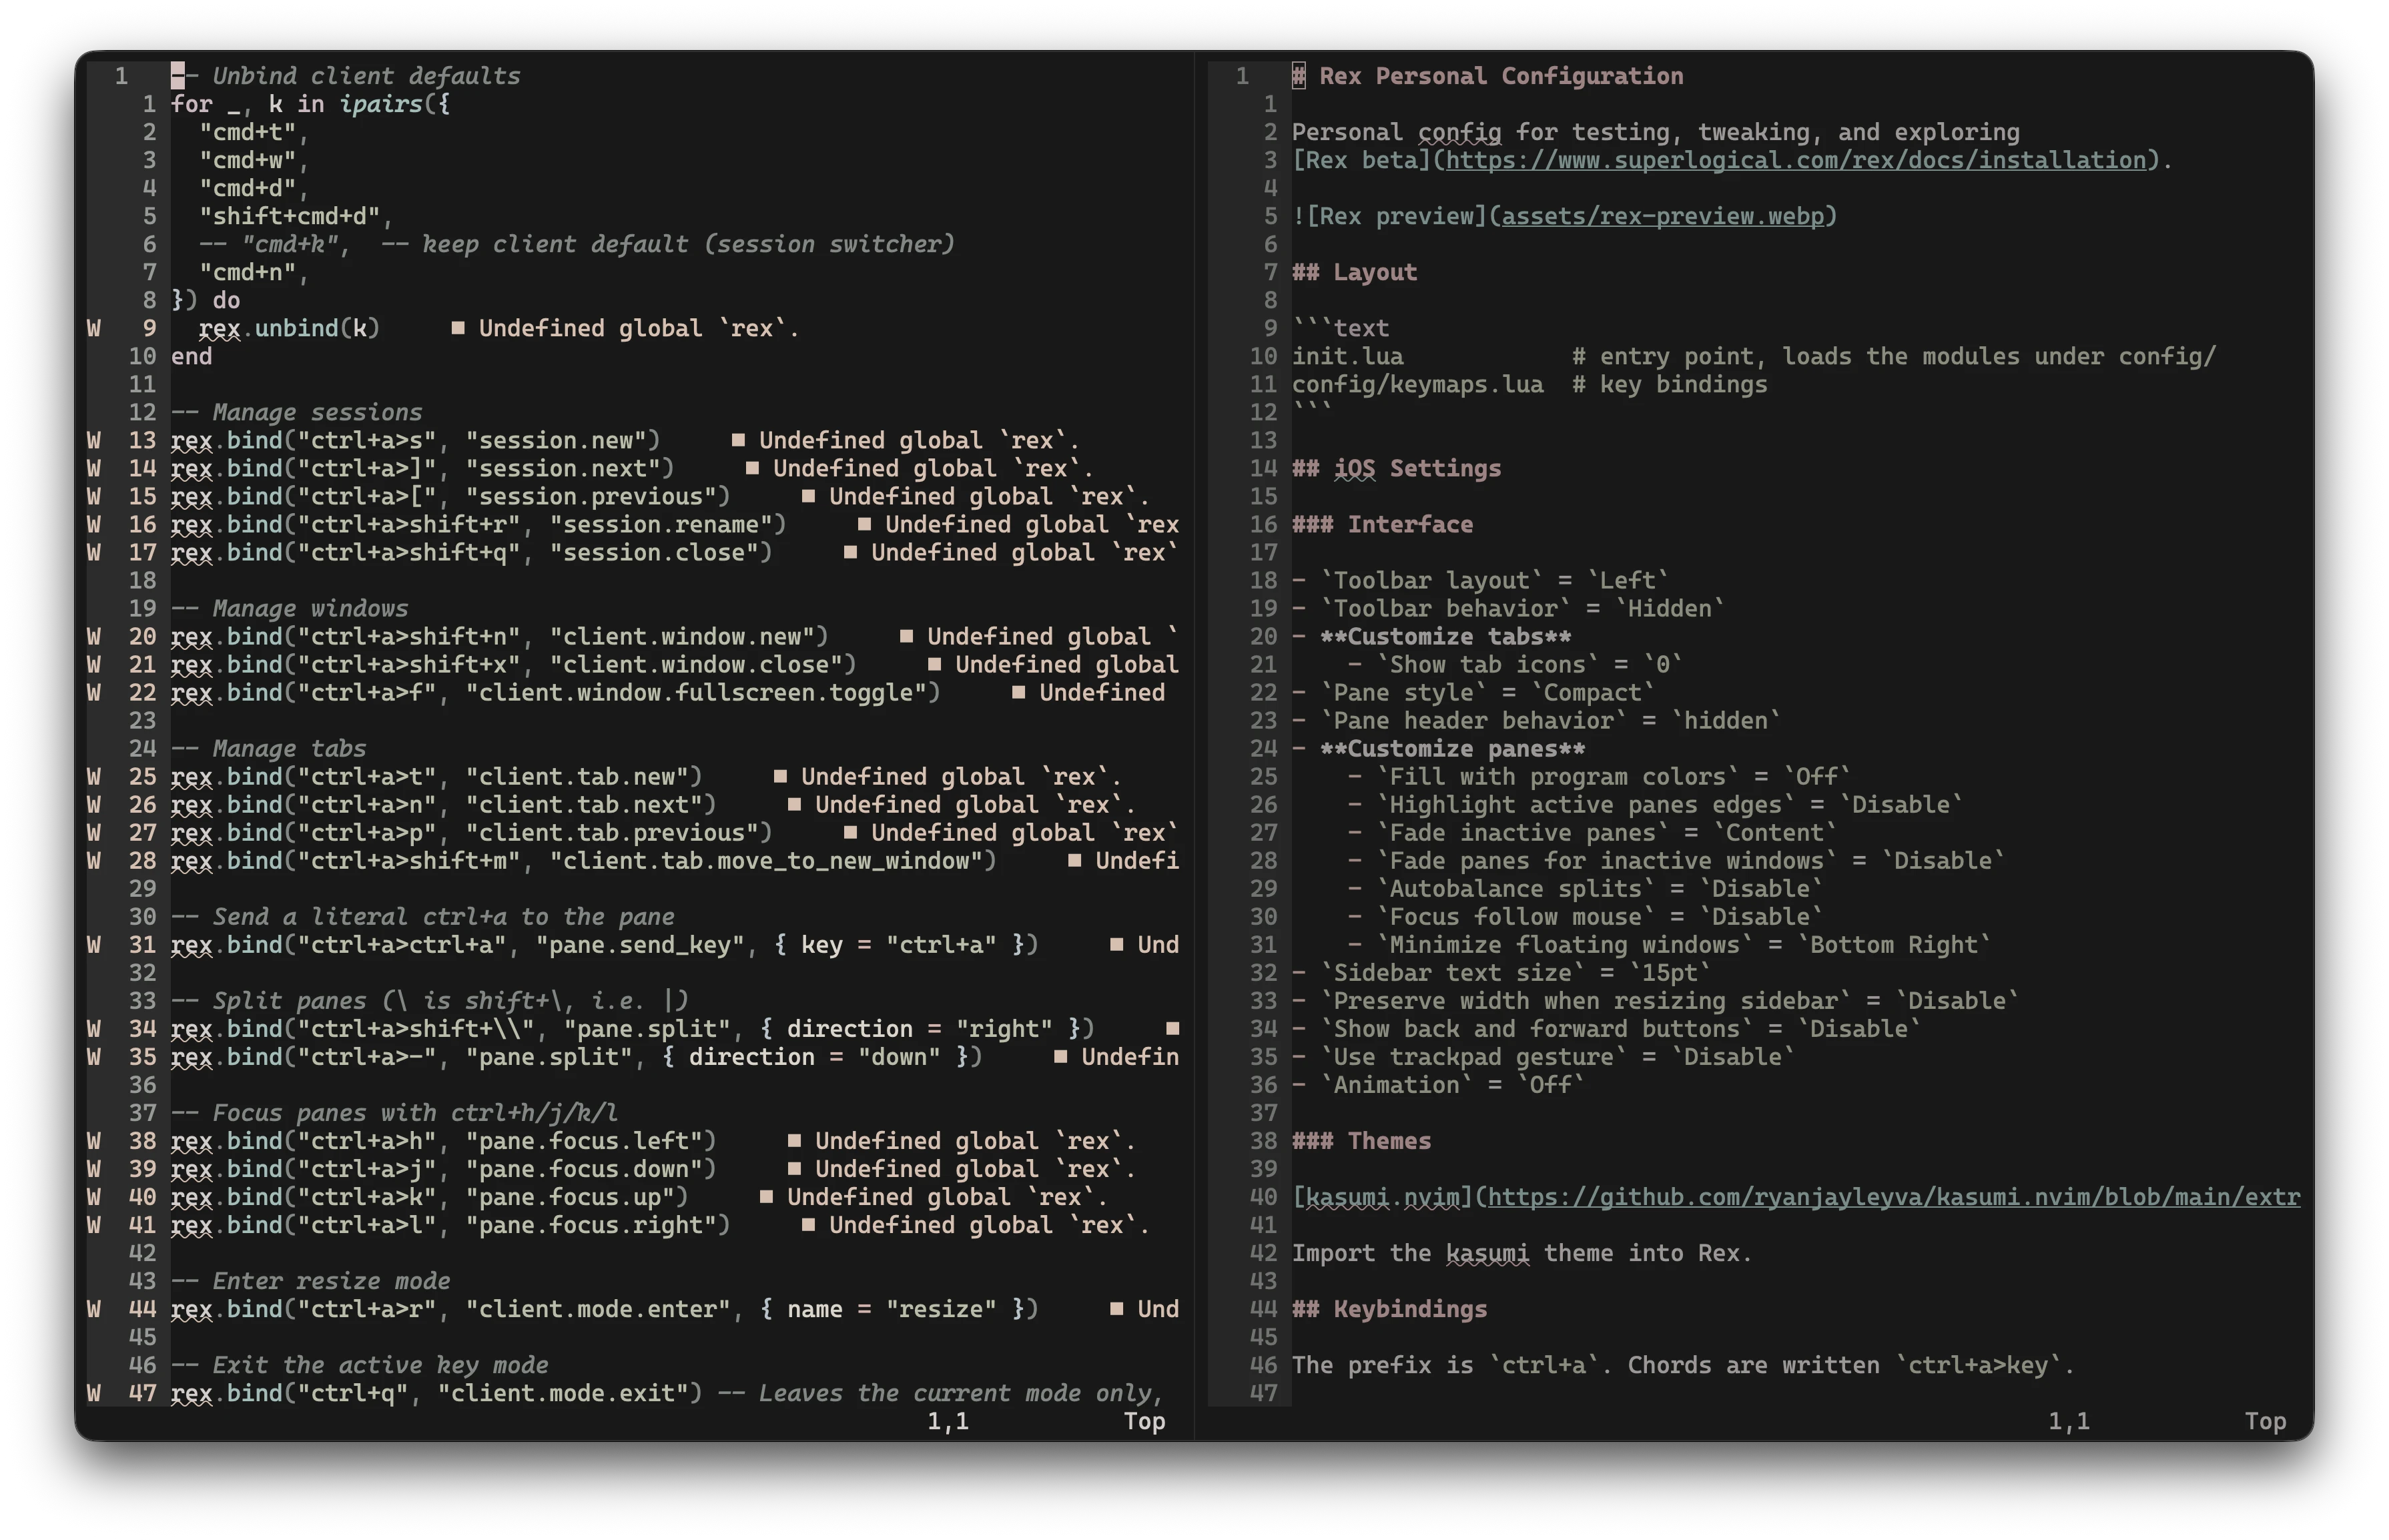 1 -- Unbind client defaults
1 for _, k in ipairs({
2 "cmd+t",
3 "cmd+w",
4 "cmd+d",
5 "shift+cmd+d",
6 -- "cmd+k",  -- keep client default (session switcher)
7 "cmd+n",
8 }) do
W 9 rex.unbind(k) ■ Undefined global `rex`.
10 end
11
12 -- Manage sessions
W 13 rex.bind("ctrl+a>s", "session.new") ■ Undefined global `rex`.
W 14 rex.bind("ctrl+a>]", "session.next") ■ Undefined global `rex`.
W 15 rex.bind("ctrl+a>[", "session.previous") ■ Undefined global `rex`.
W 16 rex.bind("ctrl+a>shift+r", "session.rename") ■ Undefined global `rex
W 17 rex.bind("ctrl+a>shift+q", "session.close") ■ Undefined global `rex`
18
19 -- Manage windows
W 20 rex.bind("ctrl+a>shift+n", "client.window.new") ■ Undefined global `
W 21 rex.bind("ctrl+a>shift+x", "client.window.close") ■ Undefined global
W 22 rex.bind("ctrl+a>f", "client.window.fullscreen.toggle") ■ Undefined
23
24 -- Manage tabs
W 25 rex.bind("ctrl+a>t", "client.tab.new") ■ Undefined global `rex`.
W 26 rex.bind("ctrl+a>n", "client.tab.next") ■ Undefined global `rex`.
W 27 rex.bind("ctrl+a>p", "client.tab.previous") ■ Undefined global `rex`
W 28 rex.bind("ctrl+a>shift+m", "client.tab.move_to_new_window") ■ Undefi
29
30 -- Send a literal ctrl+a to the pane
W 31 rex.bind("ctrl+a>ctrl+a", "pane.send_key", { key = "ctrl+a" }) ■ Und
32
33 -- Split panes (\ is shift+\, i.e. |)
W 34 rex.bind("ctrl+a>shift+\\", "pane.split", { direction = "right" }) ■
W 35 rex.bind("ctrl+a>-", "pane.split", { direction = "down" }) ■ Undefin
36
37 -- Focus panes with ctrl+h/j/k/l
W 38 rex.bind("ctrl+a>h", "pane.focus.left") ■ Undefined global `rex`.
W 39 rex.bind("ctrl+a>j", "pane.focus.down") ■ Undefined global `rex`.
W 40 rex.bind("ctrl+a>k", "pane.focus.up") ■ Undefined global `rex`.
W 41 rex.bind("ctrl+a>l", "pane.focus.right") ■ Undefined global `rex`.
42
43 -- Enter resize mode
W 44 rex.bind("ctrl+a>r", "client.mode.enter", { name = "resize" }) ■ Und
45
46 -- Exit the active key mode
W 47 rex.bind("ctrl+q", "client.mode.exit") -- Leaves the current mode only,
1,1 Top
1 # Rex Personal Configuration
1
2 Personal config for testing, tweaking, and exploring
3 [Rex beta](https://www.superlogical.com/rex/docs/installation).
4
5 ![Rex preview](assets/rex-preview.webp)
6
7 ## Layout
8
9 ```text
10 init.lua            # entry point, loads the modules under config/
11 config/keymaps.lua  # key bindings
12 ```
13
14 ## iOS Settings
15
16 ### Interface
17
18 - `Toolbar layout` = `Left`
19 - `Toolbar behavior` = `Hidden`
20 - **Customize tabs**
21 - `Show tab icons` = `0`
22 - `Pane style` = `Compact`
23 - `Pane header behavior` = `hidden`
24 - **Customize panes**
25 - `Fill with program colors` = `Off`
26 - `Highlight active panes edges` = `Disable`
27 - `Fade inactive panes` = `Content`
28 - `Fade panes for inactive windows` = `Disable`
29 - `Autobalance splits` = `Disable`
30 - `Focus follow mouse` = `Disable`
31 - `Minimize floating windows` = `Bottom Right`
32 - `Sidebar text size` = `15pt`
33 - `Preserve width when resizing sidebar` = `Disable`
34 - `Show back and forward buttons` = `Disable`
35 - `Use trackpad gesture` = `Disable`
36 - `Animation` = `Off`
37
38 ### Themes
39
40 [kasumi.nvim](https://github.com/ryanjayleyva/kasumi.nvim/blob/main/extr
41
42 Import the kasumi theme into Rex.
43
44 ## Keybindings
45
46 The prefix is `ctrl+a`. Chords are written `ctrl+a>key`.
47
1,1 Top